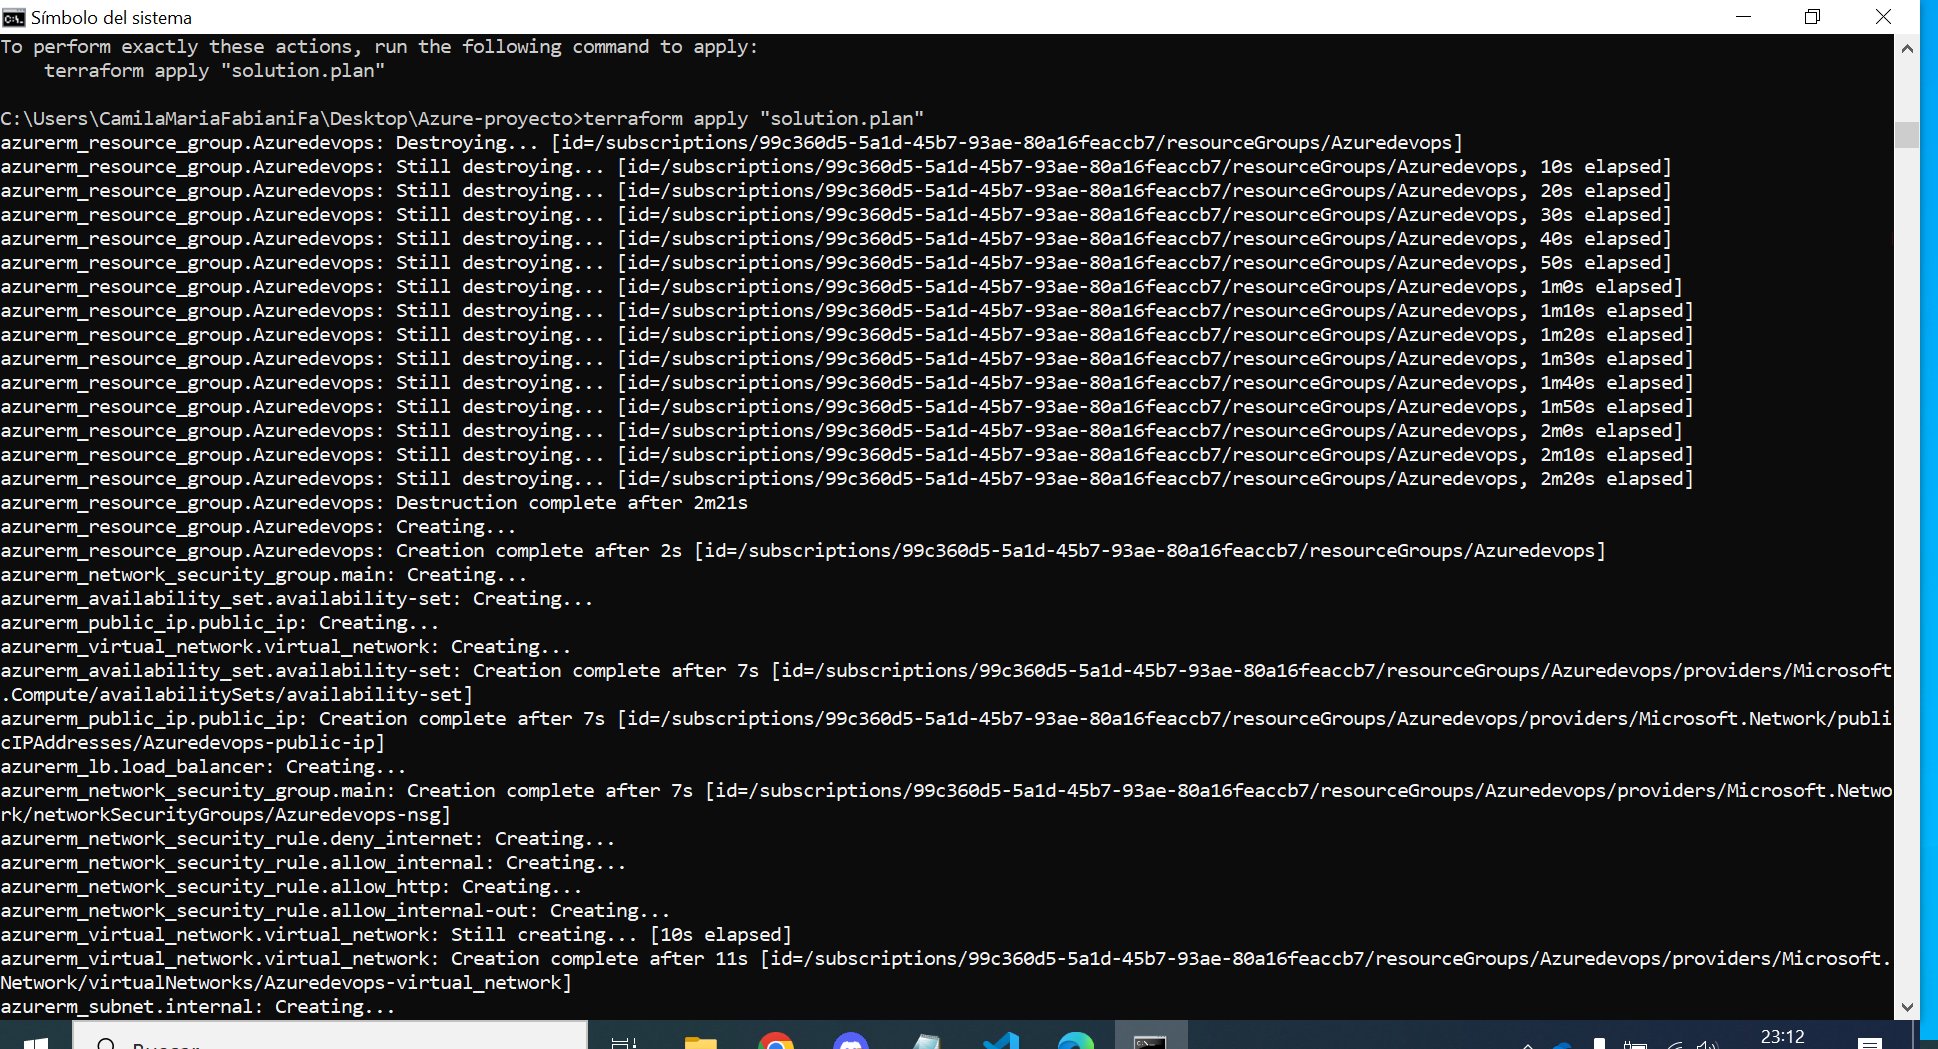 Símbolo del sistema
To perform exactly these actions, run the following command to apply:
    terraform apply "solution.plan"
C:\Users\CamilaMariaFabianiFa\Desktop\Azure-proyecto>terraform apply "solution.plan"
azurerm_resource_group.Azuredevops: Destroying... [id=/subscriptions/99c360d5-5a1d-45b7-93ae-80a16feaccb7/resourceGroups/Azuredevops]
azurerm_resource_group.Azuredevops: Still destroying... [id=/subscriptions/99c360d5-5a1d-45b7-93ae-80a16feaccb7/resourceGroups/Azuredevops, 10s elapsed]
azurerm_resource_group.Azuredevops: Still destroying... [id=/subscriptions/99c360d5-5a1d-45b7-93ae-80a16feaccb7/resourceGroups/Azuredevops, 20s elapsed]
azurerm_resource_group.Azuredevops: Still destroying... [id=/subscriptions/99c360d5-5a1d-45b7-93ae-80a16feaccb7/resourceGroups/Azuredevops, 30s elapsed]
azurerm_resource_group.Azuredevops: Still destroying... [id=/subscriptions/99c360d5-5a1d-45b7-93ae-80a16feaccb7/resourceGroups/Azuredevops, 40s elapsed]
azurerm_resource_group.Azuredevops: Still destroying... [id=/subscriptions/99c360d5-5a1d-45b7-93ae-80a16feaccb7/resourceGroups/Azuredevops, 50s elapsed]
azurerm_resource_group.Azuredevops: Still destroying... [id=/subscriptions/99c360d5-5a1d-45b7-93ae-80a16feaccb7/resourceGroups/Azuredevops, 1m0s elapsed]
azurerm_resource_group.Azuredevops: Still destroying... [id=/subscriptions/99c360d5-5a1d-45b7-93ae-80a16feaccb7/resourceGroups/Azuredevops, 1m10s elapsed]
azurerm_resource_group.Azuredevops: Still destroying... [id=/subscriptions/99c360d5-5a1d-45b7-93ae-80a16feaccb7/resourceGroups/Azuredevops, 1m20s elapsed]
azurerm_resource_group.Azuredevops: Still destroying... [id=/subscriptions/99c360d5-5a1d-45b7-93ae-80a16feaccb7/resourceGroups/Azuredevops, 1m30s elapsed]
azurerm_resource_group.Azuredevops: Still destroying... [id=/subscriptions/99c360d5-5a1d-45b7-93ae-80a16feaccb7/resourceGroups/Azuredevops, 1m40s elapsed]
azurerm_resource_group.Azuredevops: Still destroying... [id=/subscriptions/99c360d5-5a1d-45b7-93ae-80a16feaccb7/resourceGroups/Azuredevops, 1m50s elapsed]
azurerm_resource_group.Azuredevops: Still destroying... [id=/subscriptions/99c360d5-5a1d-45b7-93ae-80a16feaccb7/resourceGroups/Azuredevops, 2m0s elapsed]
azurerm_resource_group.Azuredevops: Still destroying... [id=/subscriptions/99c360d5-5a1d-45b7-93ae-80a16feaccb7/resourceGroups/Azuredevops, 2m10s elapsed]
azurerm_resource_group.Azuredevops: Still destroying... [id=/subscriptions/99c360d5-5a1d-45b7-93ae-80a16feaccb7/resourceGroups/Azuredevops, 2m20s elapsed]
azurerm_resource_group.Azuredevops: Destruction complete after 2m21s
azurerm_resource_group.Azuredevops: Creating...
azurerm_resource_group.Azuredevops: Creation complete after 2s [id=/subscriptions/99c360d5-5a1d-45b7-93ae-80a16feaccb7/resourceGroups/Azuredevops]
azurerm_network_security_group.main: Creating...
azurerm_availability_set.availability-set: Creating...
azurerm_public_ip.public_ip: Creating...
azurerm_virtual_network.virtual_network: Creating...
azurerm_availability_set.availability-set: Creation complete after 7s [id=/subscriptions/99c360d5-5a1d-45b7-93ae-80a16feaccb7/resourceGroups/Azuredevops/providers/Microsoft
.Compute/availabilitySets/availability-set]
azurerm_public_ip.public_ip: Creation complete after 7s [id=/subscriptions/99c360d5-5a1d-45b7-93ae-80a16feaccb7/resourceGroups/Azuredevops/providers/Microsoft.Network/publi
cIPAddresses/Azuredevops-public-ip]
azurerm_lb.load_balancer: Creating...
azurerm_network_security_group.main: Creation complete after 7s [id=/subscriptions/99c360d5-5a1d-45b7-93ae-80a16feaccb7/resourceGroups/Azuredevops/providers/Microsoft.Netwo
rk/networkSecurityGroups/Azuredevops-nsg]
azurerm_network_security_rule.deny_internet: Creating...
azurerm_network_security_rule.allow_internal: Creating...
azurerm_network_security_rule.allow_http: Creating...
azurerm_network_security_rule.allow_internal-out: Creating...
azurerm_virtual_network.virtual_network: Still creating... [10s elapsed]
azurerm_virtual_network.virtual_network: Creation complete after 11s [id=/subscriptions/99c360d5-5a1d-45b7-93ae-80a16feaccb7/resourceGroups/Azuredevops/providers/Microsoft.
Network/virtualNetworks/Azuredevops-virtual_network]
azurerm_subnet.internal: Creating...
23:12